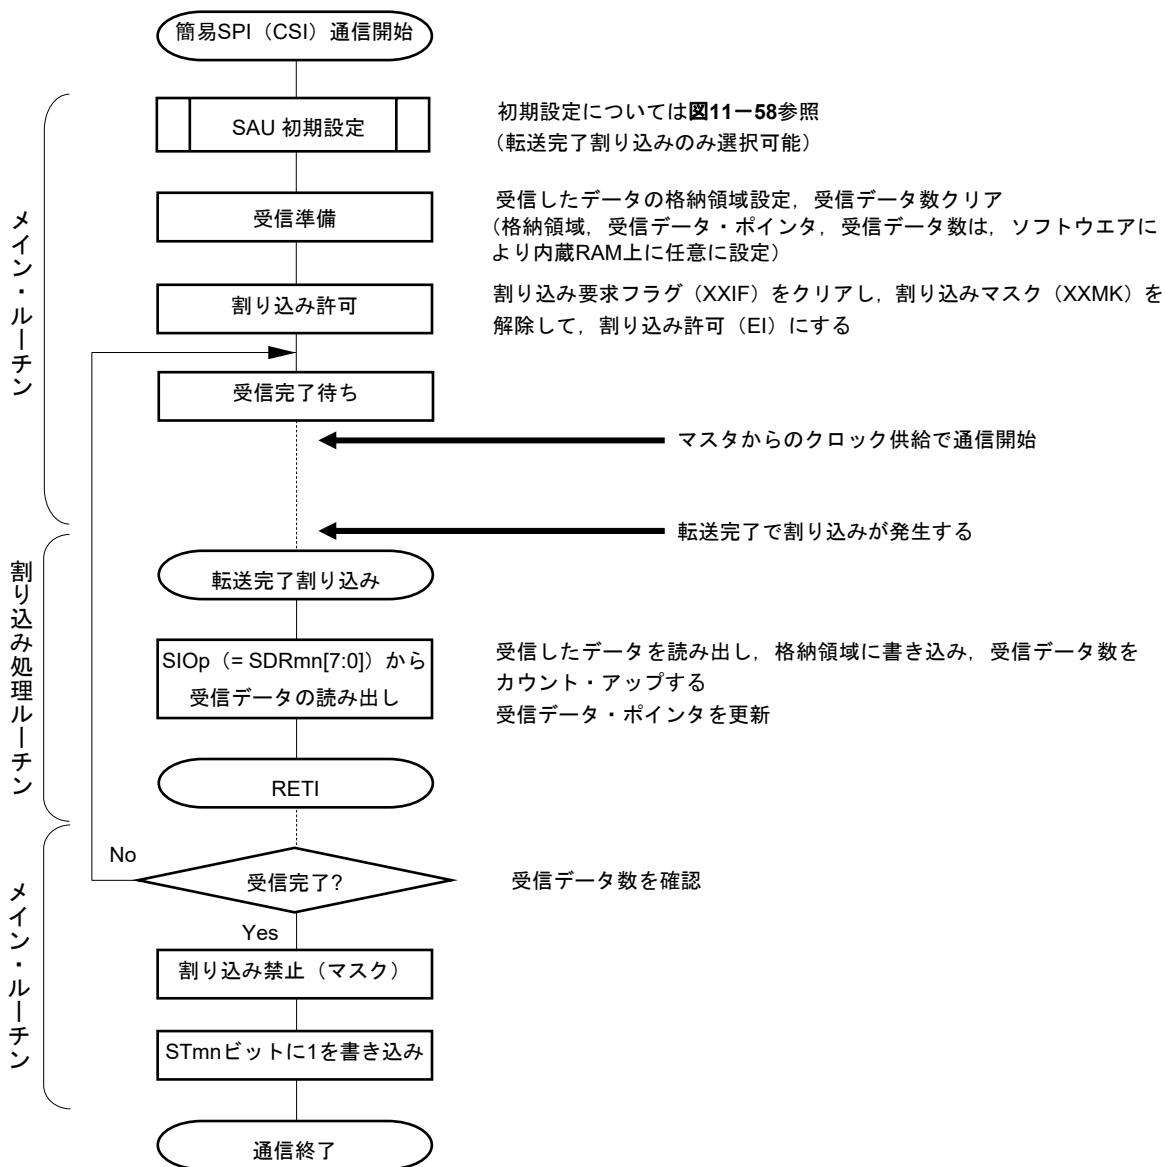 簡易SPI（CSI）通信開始
メイン・ルーチン
SAU 初期設定
初期設定については図11－58参照
（転送完了割り込みのみ選択可能）
受信準備
受信したデータの格納領域設定，受信データ数クリア
（格納領域，受信データ・ポインタ，受信データ数は，ソフトウエアに
より内蔵RAM上に任意に設定）
割り込み許可
割り込み要求フラグ（XXIF）をクリアし，割り込みマスク（XXMK）を
解除して，割り込み許可（EI）にする
受信完了待ち
マスタからのクロック供給で通信開始
転送完了で割り込みが発生する
割り込み処理ルーチン
転送完了割り込み
SIOp（= SDRmn[7:0]）から
受信データの読み出し
受信したデータを読み出し，格納領域に書き込み，受信データ数を
カウント・アップする
受信データ・ポインタを更新
RETI
メイン・ルーチン
No
受信完了?
受信データ数を確認
Yes
割り込み禁止（マスク）
STmnビットに1を書き込み
通信終了